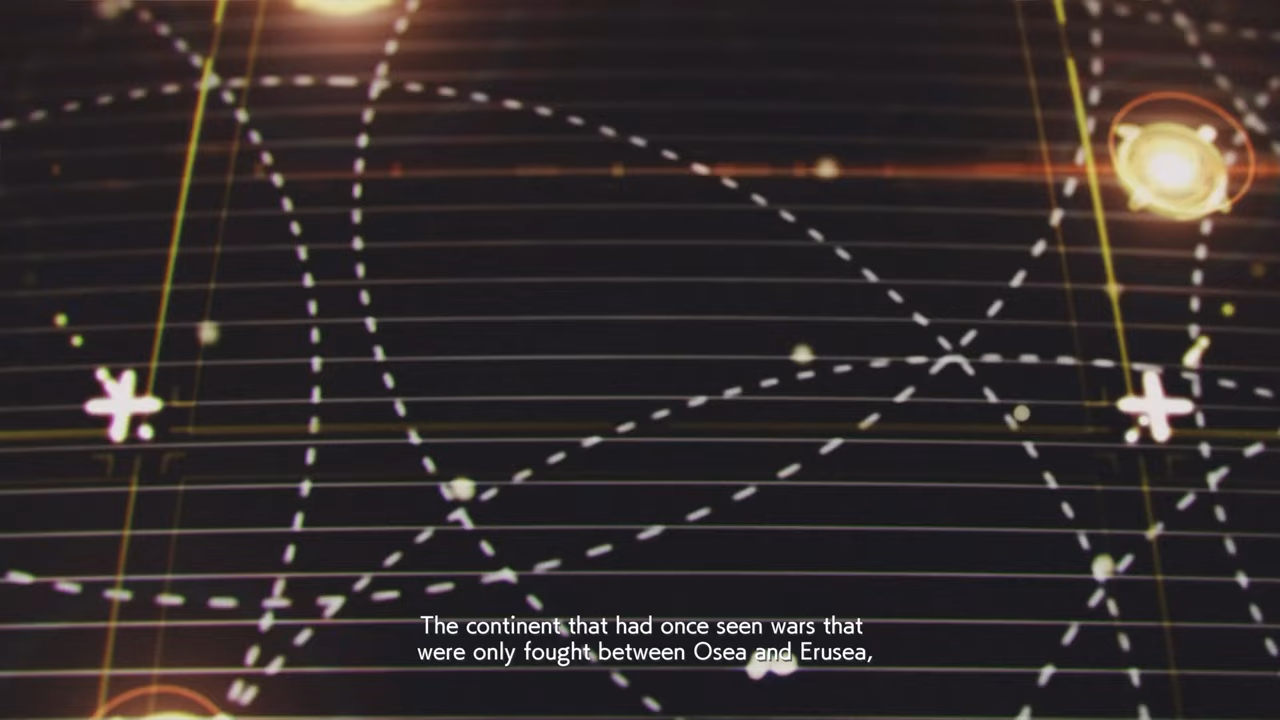 The continent that had once seen wars that
were only fought between Osea and Erusea,